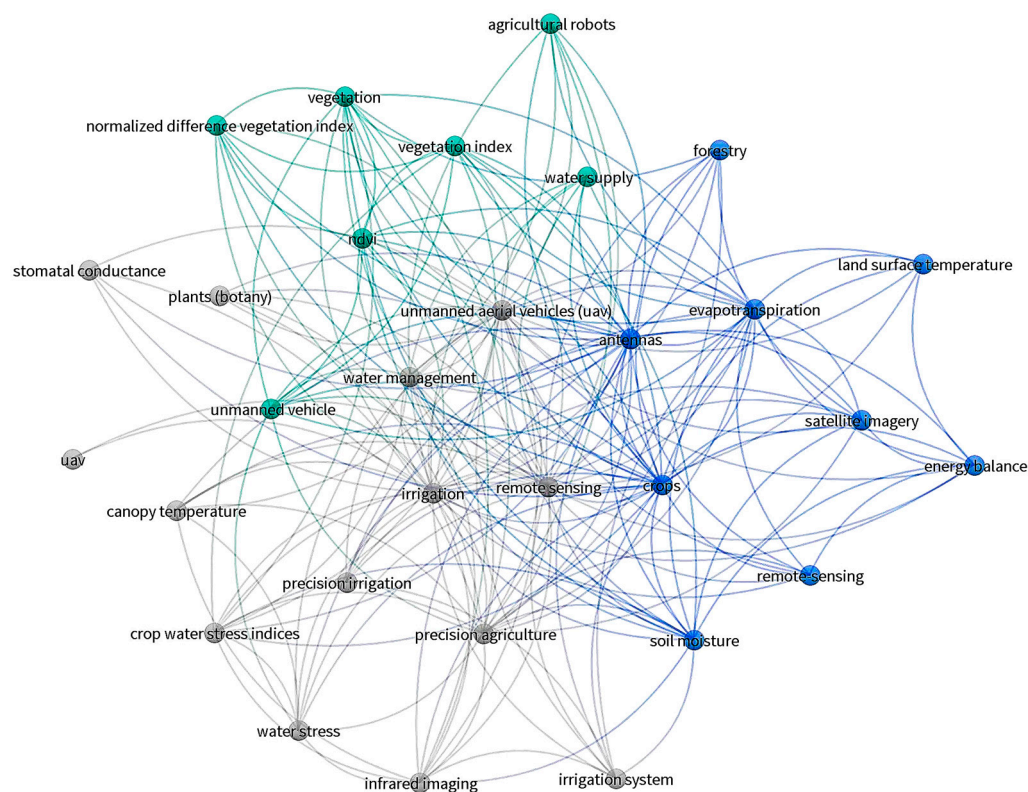 agricultural robots
vegetation
normalized difference vegetation index
vegetation index
forestry
water supply
ndvi
stomatal conductance
land surface temperature
plants (botany)
unmanned aerial vehicles (uav)
evapotranspiration
antennas
water management
unmanned vehicle
satellite imagery
uav
energy balance
irrigation
remote sensing
crops
canopy temperature
precision irrigation
remote-sensing
crop water stress indices
precision agriculture
soil moisture
water stress
infrared imaging
irrigation system